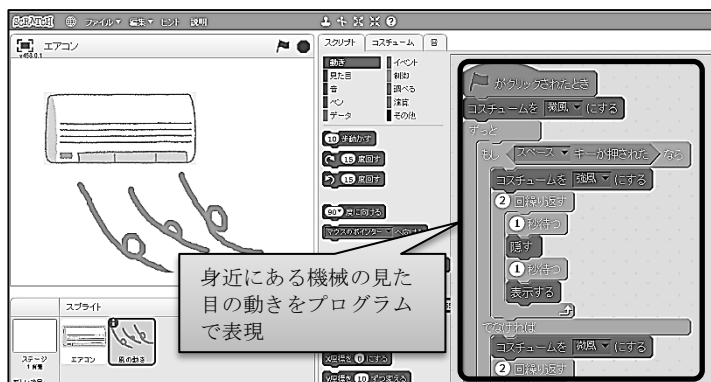 SCRATCH ファイル▼ 編集▼ ヒント 説明
エアコン
v458.0.1
スクリプト コスチューム 音
動き イベント
見た目 制御
音 調べる
ペン 演算
データ その他
10 歩動かす
15 度回す
15 度回す
90▼ 度に向ける
マウスのポインター▼ へ向ける
x座標を 0 にする
y座標を 10 ずつ変える
がクリックされたとき
コスチュームを 微風▼ にする
ずっと
もし スペース▼ キーが押された なら
コスチュームを 強風▼ にする
2 回繰り返す
1 秒待つ
隠す
1 秒待つ
表示する
でなければ
コスチュームを 微風▼ にする
2 回繰り返す
身近にある機械の見た
目の動きをプログラム
で表現
スプライト
ステージ
1 背景
エアコン
風の動き